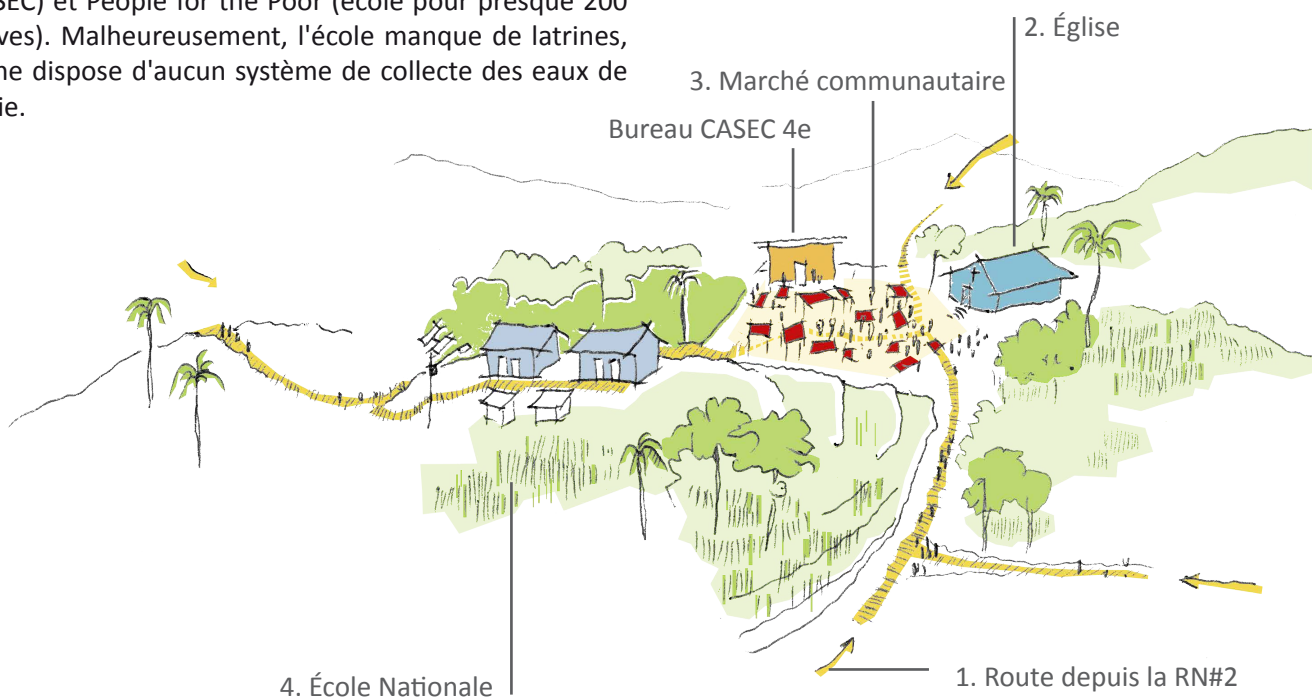 SEC) et People for the Poor (école pour presque 200
ves). Malheureusement, l'école manque de latrines,
ne dispose d'aucun système de collecte des eaux de
ie.
2. Église
3. Marché communautaire
Bureau CASEC 4e
4. École Nationale
1. Route depuis la RN#2